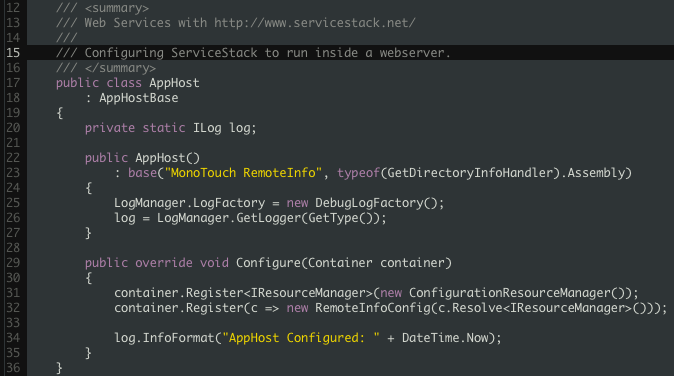 12 /// <summary>
13 /// Web Services with http://www.servicestack.net/
14 ///
15 /// Configuring ServiceStack to run inside a webserver.
16 /// </summary>
17 public class AppHost
18 : AppHostBase
19 {
20 private static ILog log;
21
22 public AppHost()
23 : base("MonoTouch RemoteInfo", typeof(GetDirectoryInfoHandler).Assembly)
24 {
25 LogManager.LogFactory = new DebugLogFactory();
26 log = LogManager.GetLogger(GetType());
27 }
28
29 public override void Configure(Container container)
30 {
31 container.Register<IResourceManager>(new ConfigurationResourceManager());
32 container.Register(c => new RemoteInfoConfig(c.Resolve<IResourceManager>()));
33
34 log.InfoFormat("AppHost Configured: " + DateTime.Now);
35 }
36 }